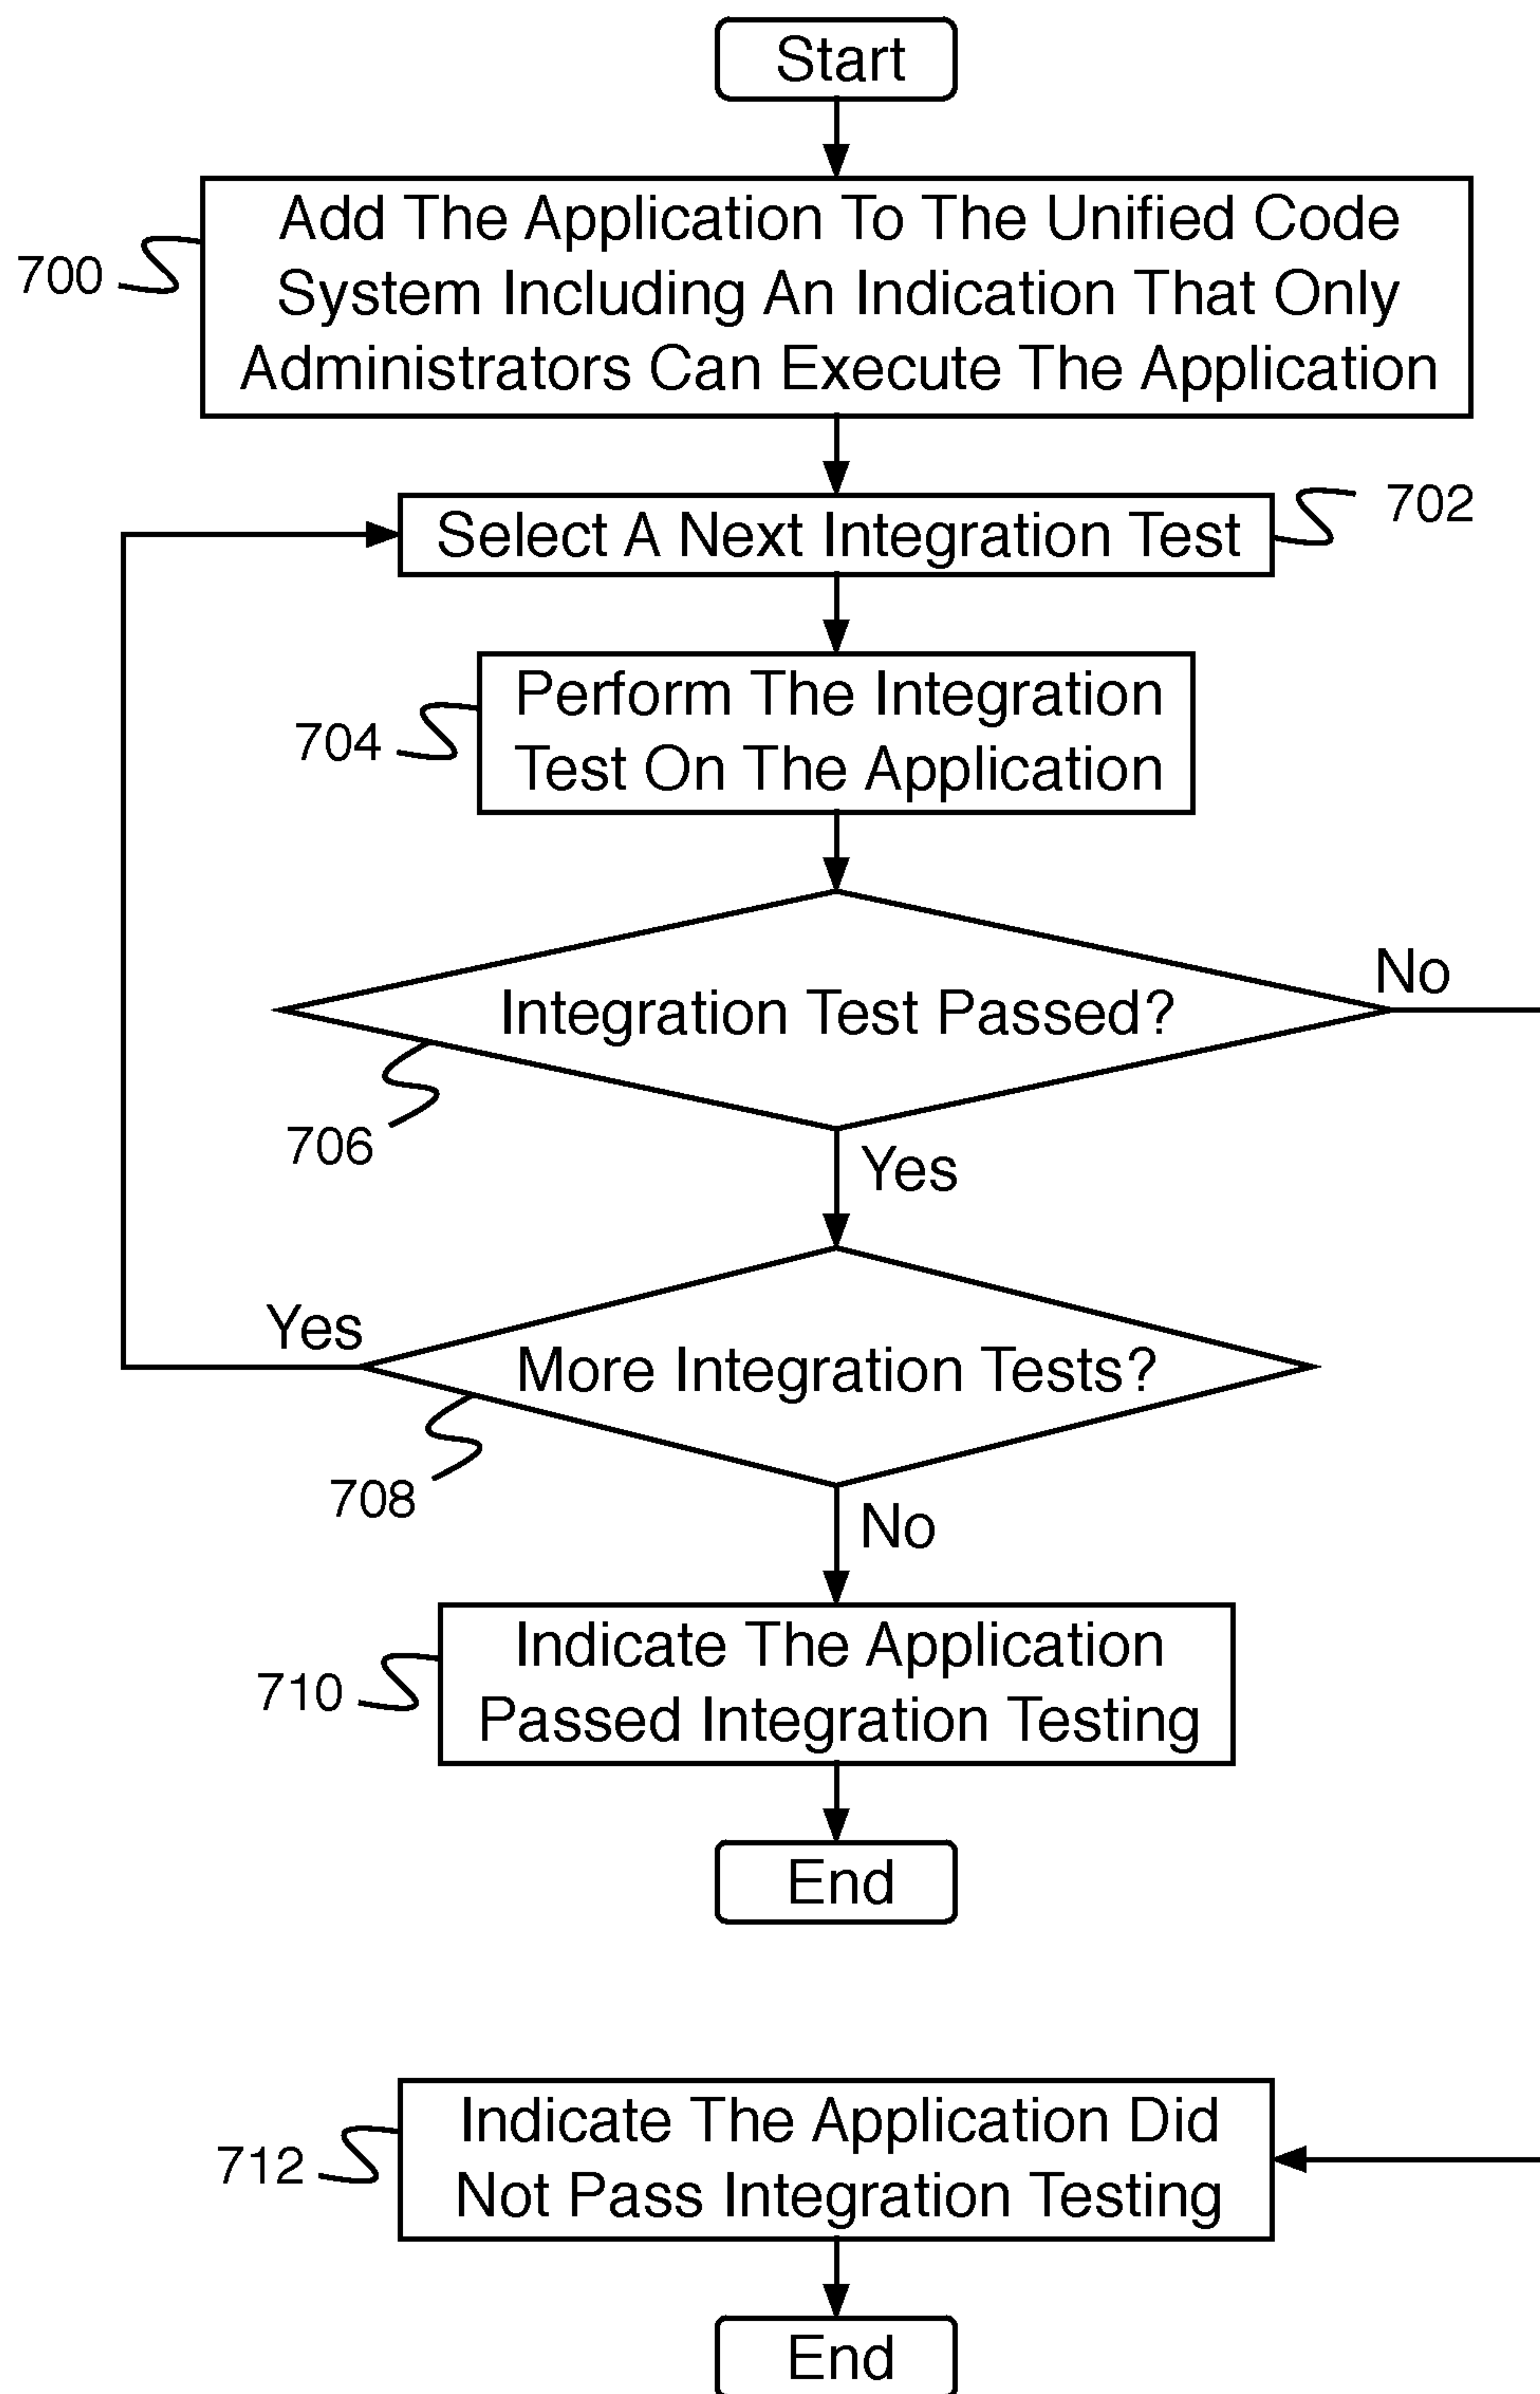 Start
Add The Application To The Unified Code
System Including An Indication That Only
Administrators Can Execute The Application
700
Select A Next Integration Test
702
Perform The Integration
Test On The Application
704
Integration Test Passed?
No
706
Yes
More Integration Tests?
Yes
708
No
Indicate The Application
Passed Integration Testing
710
End
Indicate The Application Did
Not Pass Integration Testing
712
End